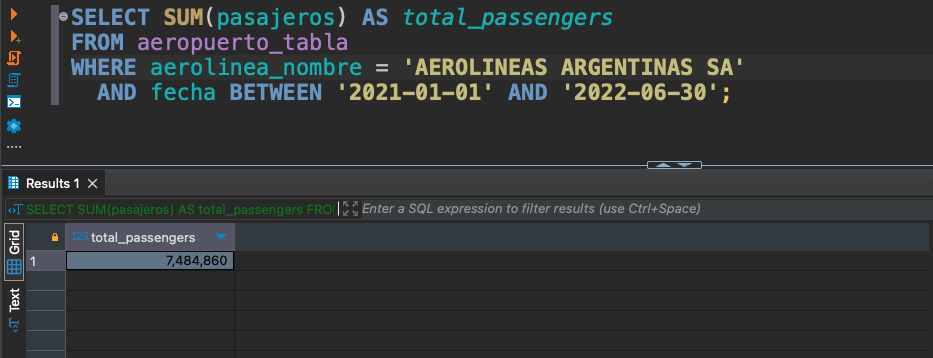 SELECT SUM(pasajeros) AS total_passengers
FROM aeropuerto_tabla
WHERE aerolinea_nombre = 'AEROLINEAS ARGENTINAS SA'
AND fecha BETWEEN '2021-01-01' AND '2022-06-30';
Results 1
SELECT SUM(pasajeros) AS total_passengers FRO
Enter a SQL expression to filter results (use Ctrl+Space)
Grid
123 total_passengers
1 7,484,860
Text